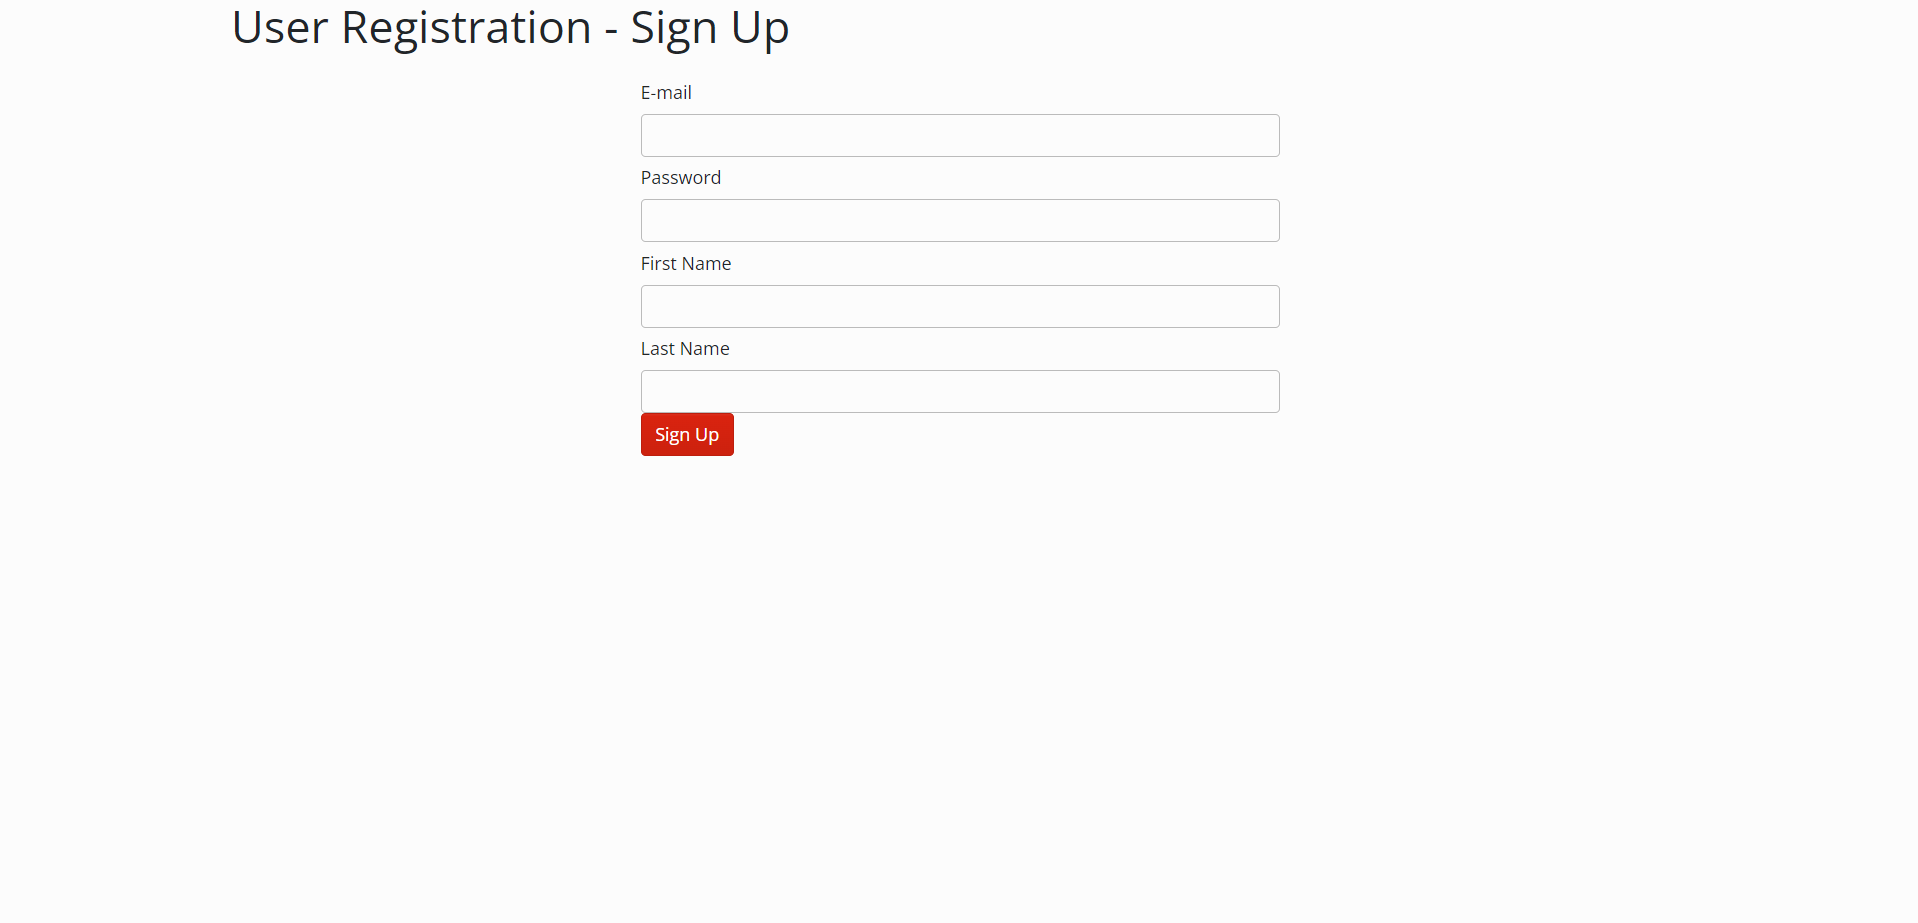 User Registration - Sign Up
E-mail
Password
First Name
Last Name
Sign Up